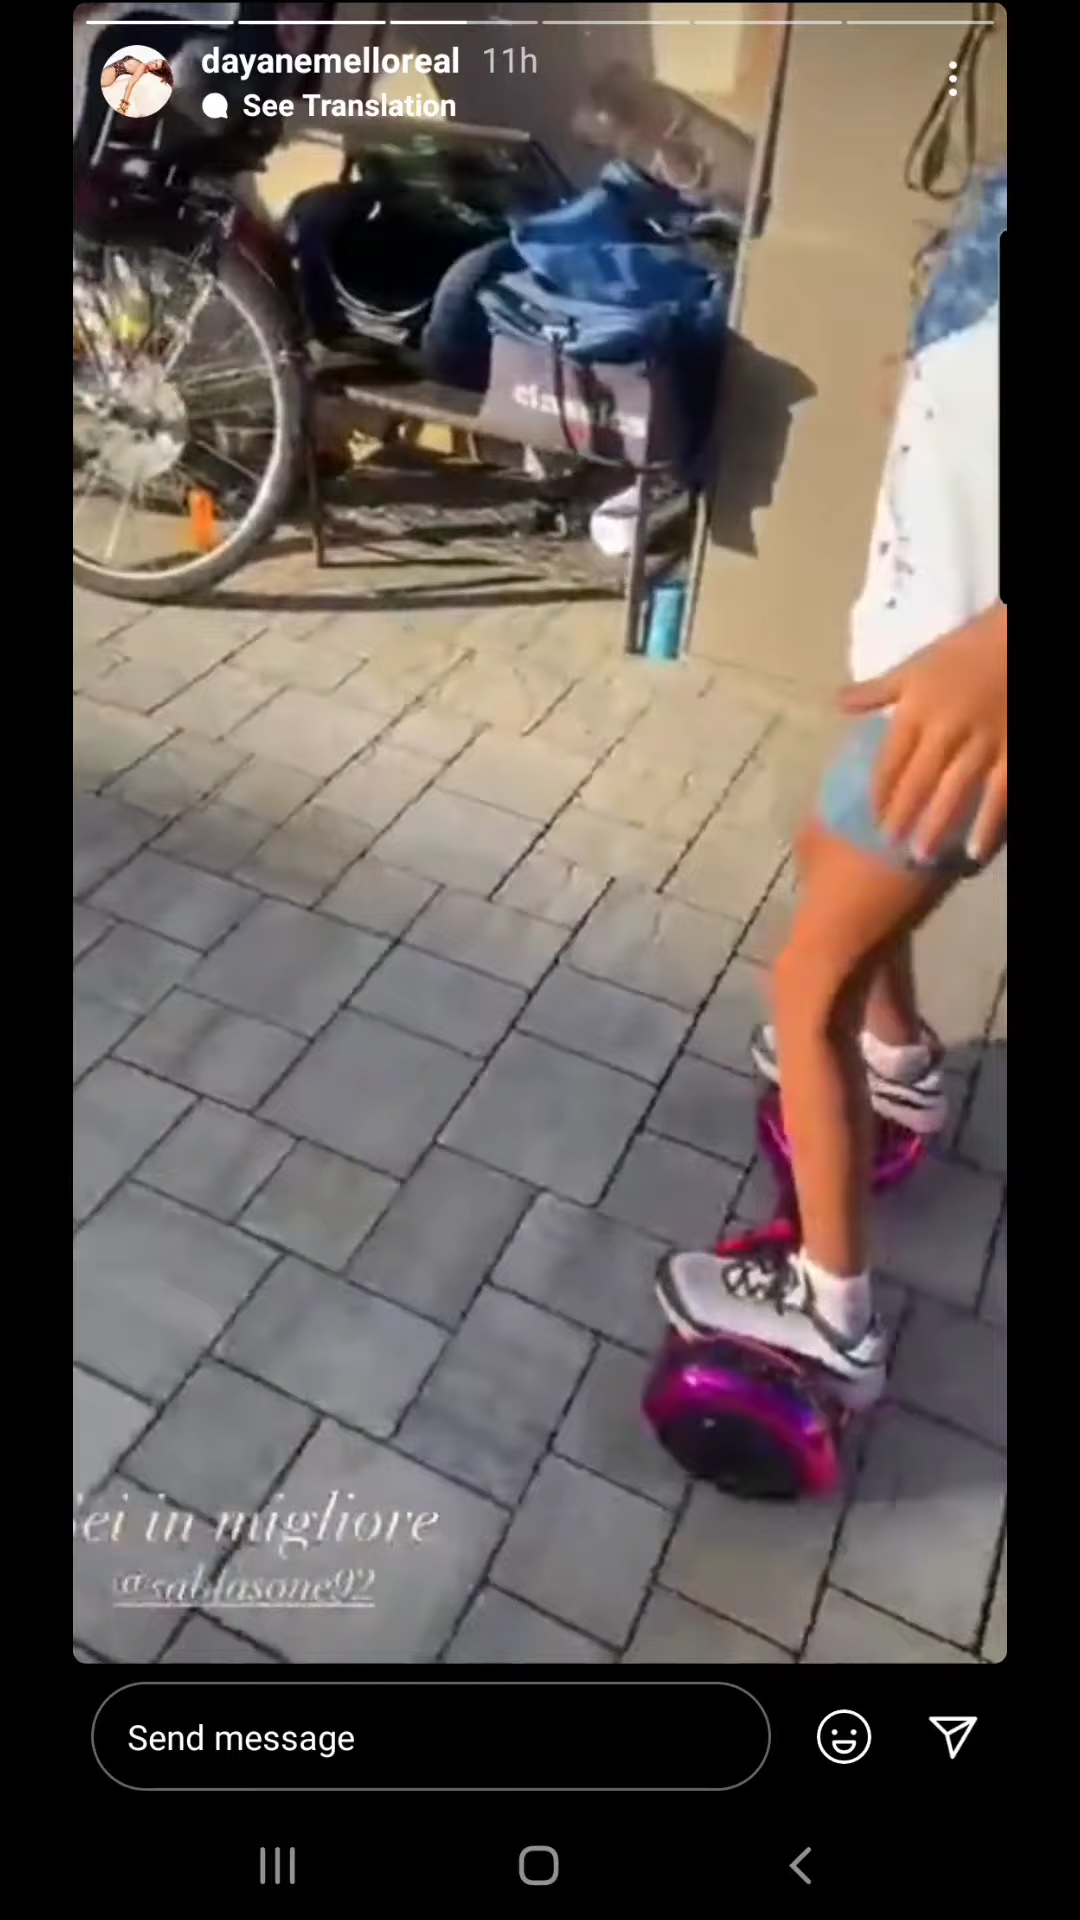 dayanemelloreal 11h
See Translation
ei in migliore
Send message